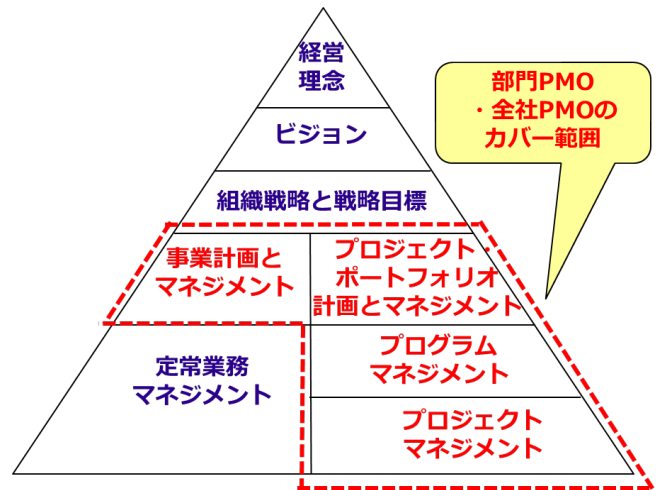 経営
理念
ビジョン
組織戦略と戦略目標
部門PMO
・全社PMOの
カバー範囲
事業計画と
マネジメント
プロジェクト・
ポートフォリオ
計画とマネジメント
定常業務
マネジメント
プログラム
マネジメント
プロジェクト
マネジメント